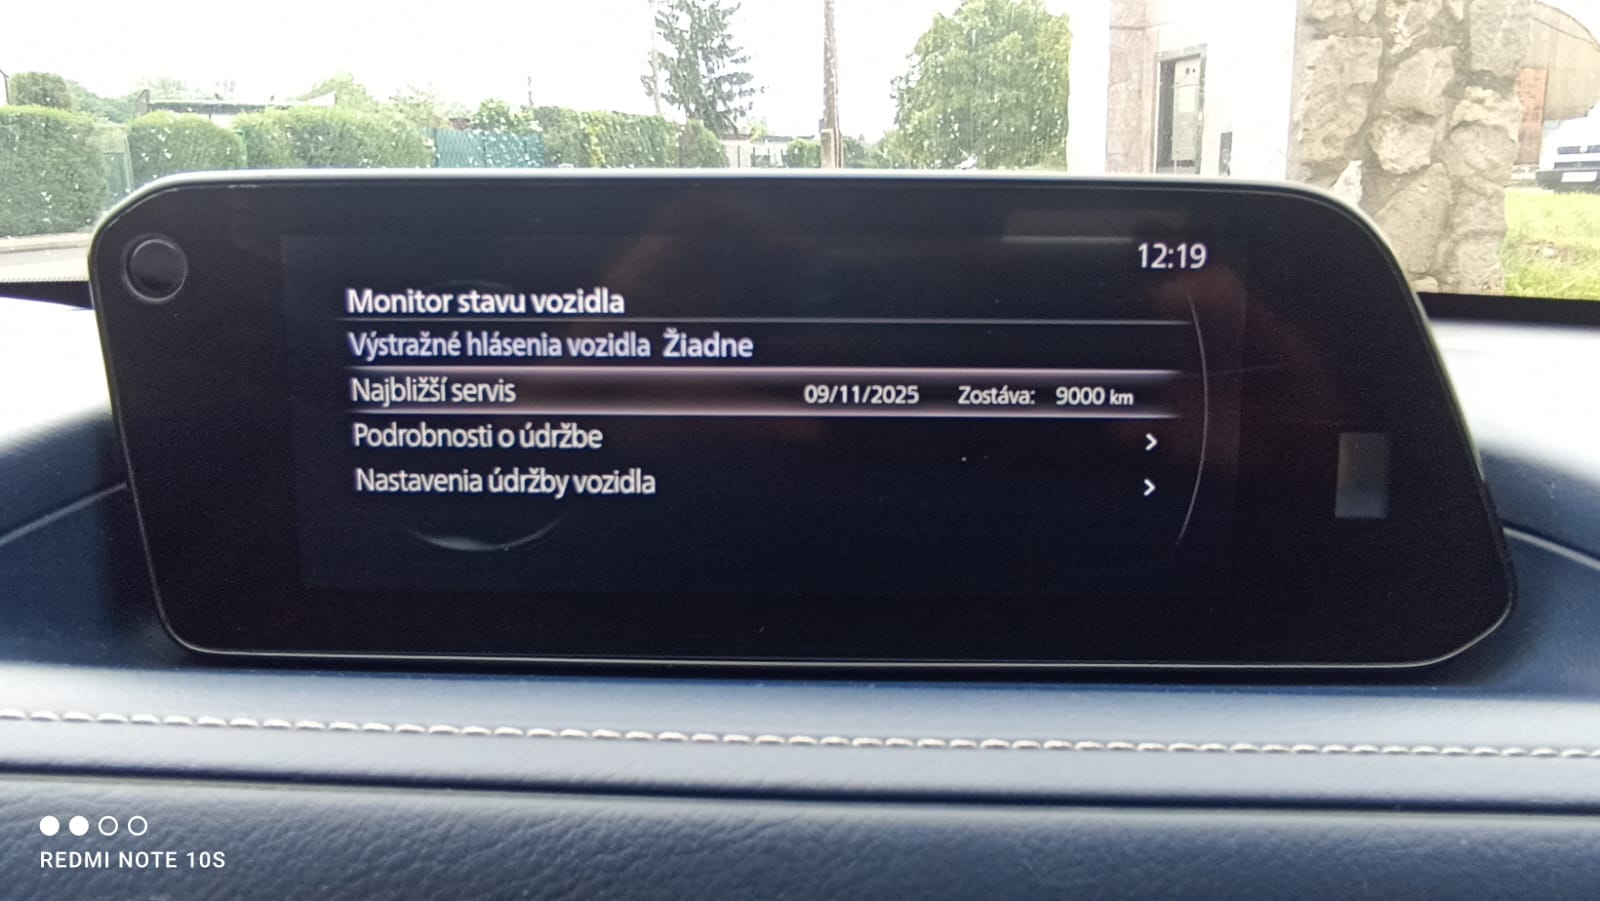 12:19
Monitor stavu vozidla
Výstražné hlásenia vozidla Žiadne
Najbližší servis 09/11/2025 Zostáva: 9000 km
Podrobnosti o údržbe
Nastavenia údržby vozidla
REDMI NOTE 10S